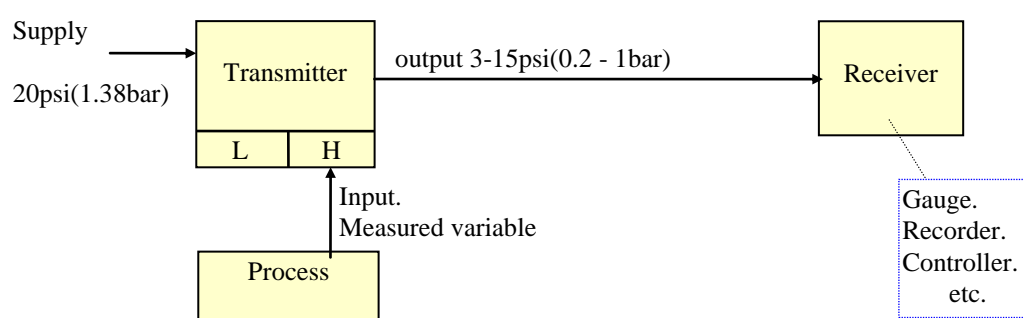 Supply
20psi(1.38bar)
Transmitter
L
H
output 3-15psi(0.2 - 1bar)
Receiver
Input.
Measured variable
Process
Gauge.
Recorder.
Controller.
etc.